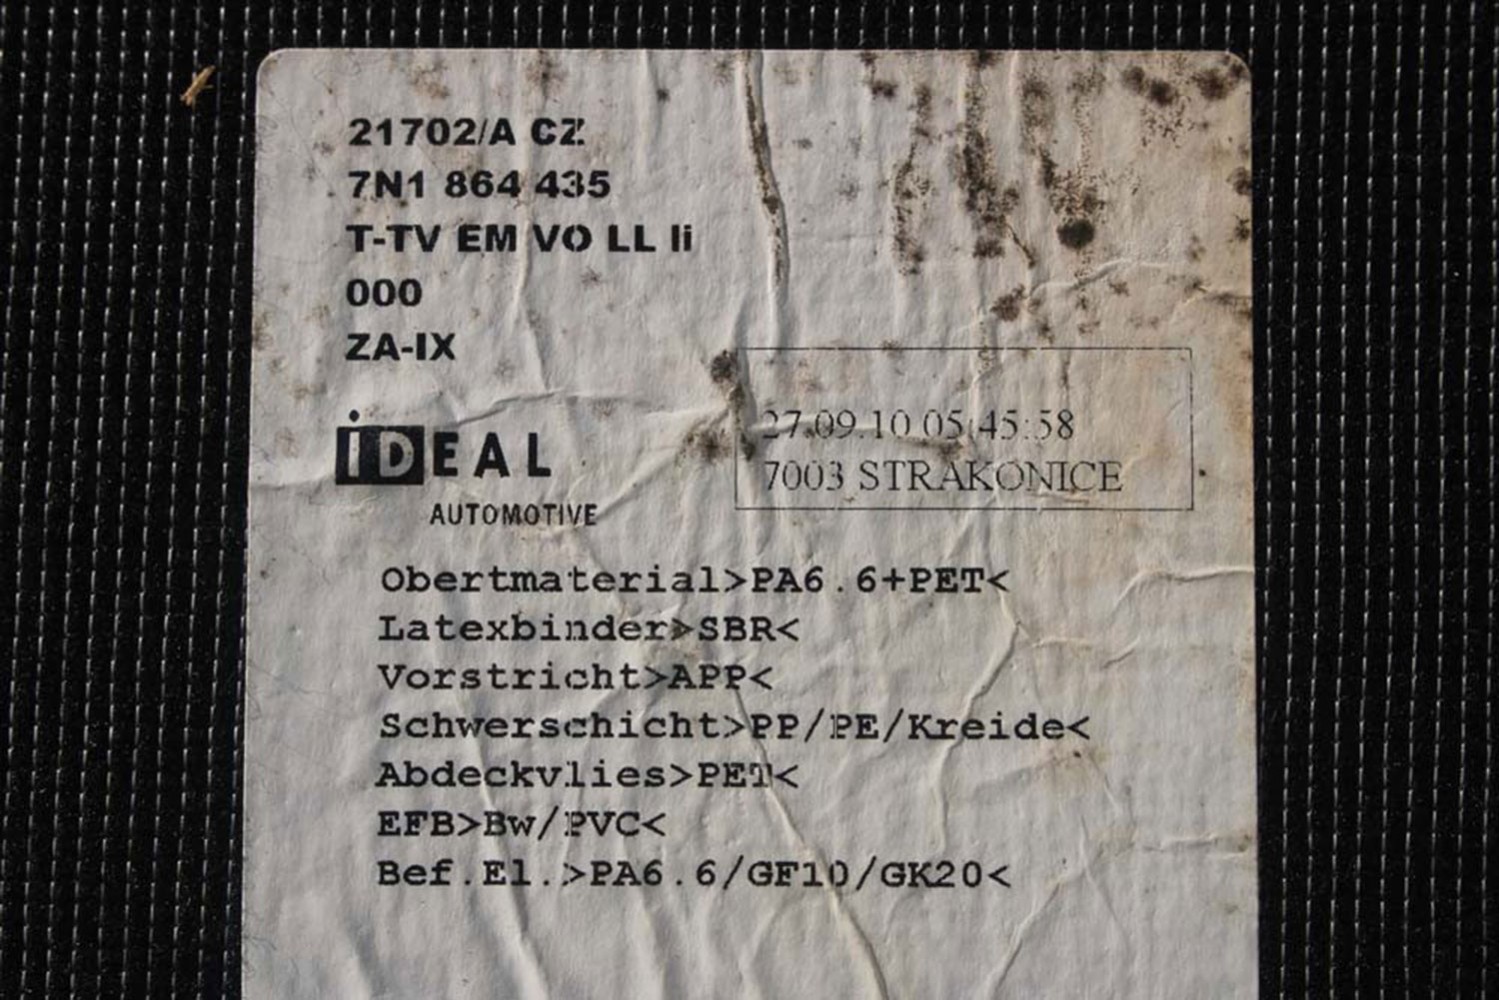 21702/A CZ
7N1 864 435
T-TV EM VO LL li
000
ZA-IX
iDEAL
AUTOMOTIVE
27.09.10 05:45:58
7003 STRAKONICE
Obertmaterial>PA6.6+PET<
Latexbinder>SBR<
Vorstricht>APP<
Schwerschicht>PP/PE/Kreide<
Abdeckvlies>PET<
EFB>Bw/PVC<
Bef.El.>PA6.6/GF10/GK20<